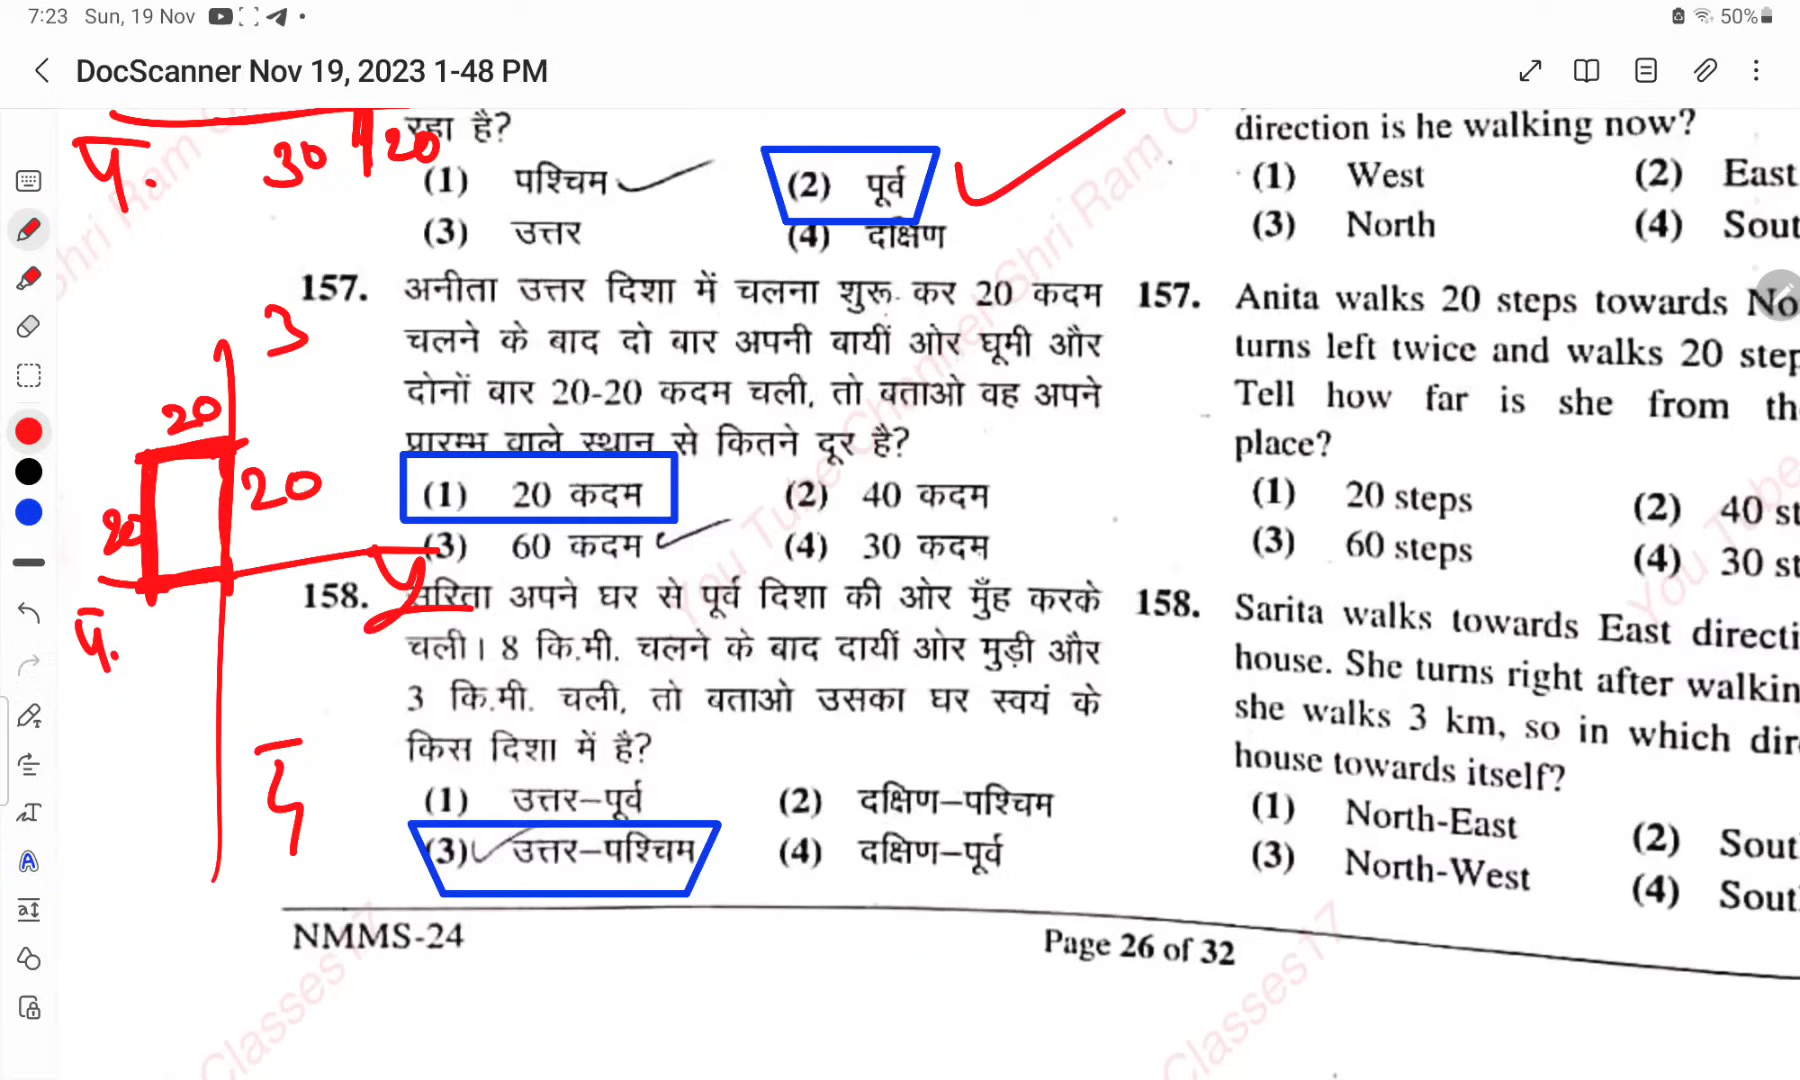 7:23 Sun, 19 Nov
50%
DocScanner Nov 19, 2023 1-48 PM
रहा है?
(1) पश्चिम (2) पूर्व
(3) उत्तर (4) दक्षिण
157. अनीता उत्तर दिशा में चलना शुरू कर 20 कदम
चलने के बाद दो बार अपनी बायीं ओर घूमी और
दोनों बार 20-20 कदम चली, तो बताओ वह अपने
प्रारम्भ वाले स्थान से कितने दूर है?
(1) 20 कदम (2) 40 कदम
(3) 60 कदम (4) 30 कदम
158. सरिता अपने घर से पूर्व दिशा की ओर मुँह करके
चली। 8 कि.मी. चलने के बाद दायीं ओर मुड़ी और
3 कि.मी. चली, तो बताओ उसका घर स्वयं के
किस दिशा में है?
(1) उत्तर–पूर्व (2) दक्षिण–पश्चिम
(3) उत्तर–पश्चिम (4) दक्षिण–पूर्व
direction is he walking now?
(1) West (2) East
(3) North (4) Sout
157. Anita walks 20 steps towards No
turns left twice and walks 20 step
Tell how far is she from th
place?
(1) 20 steps (2) 40 st
(3) 60 steps (4) 30 st
158. Sarita walks towards East directi
house. She turns right after walkin
she walks 3 km, so in which dir
house towards itself?
(1) North-East (2) Sout
(3) North-West (4) Sout
NMMS-24
Page 26 of 32
प.
30
20
उ
20
20
20
पू
प.
द
You Tube Channel Shri Ram
Classes17
Classes17
You Tube